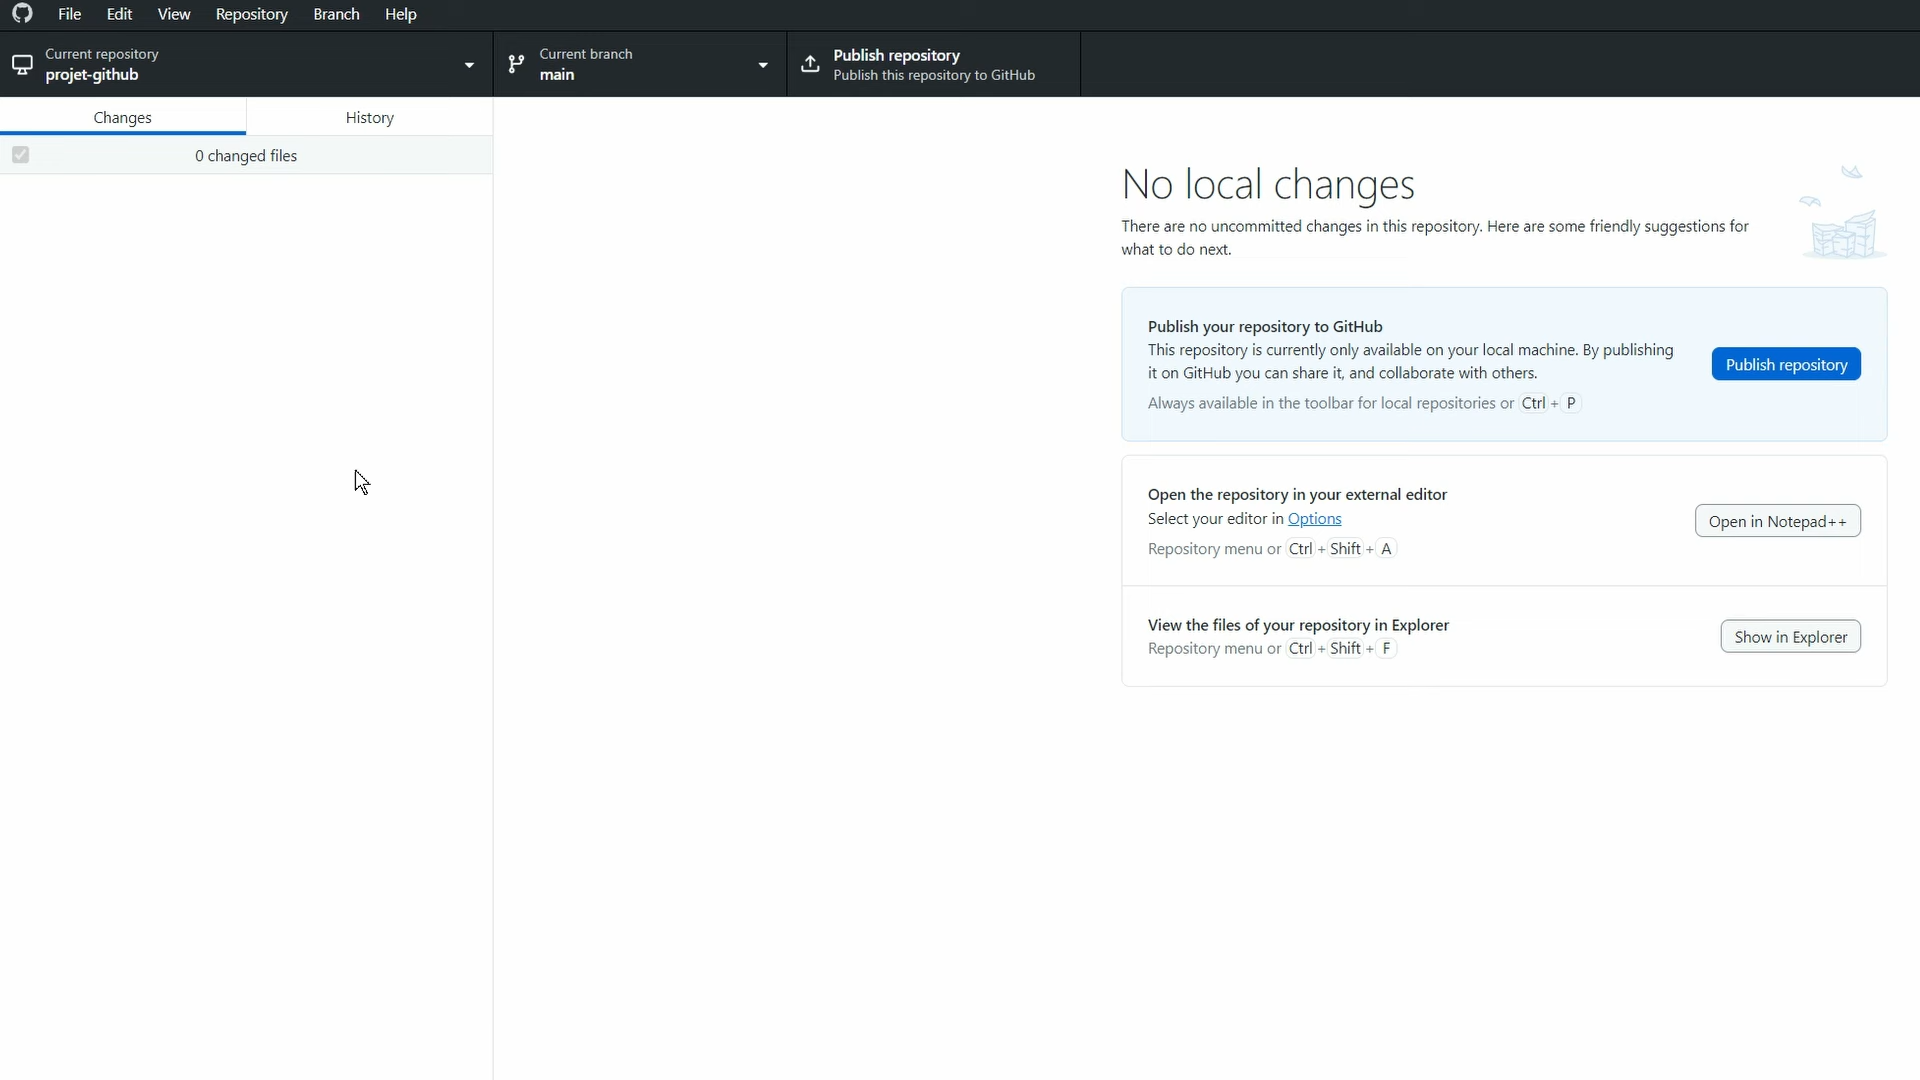 File Edit View Repository Branch Help
Current repository
projet-github
Current branch
main
Publish repository
Publish this repository to GitHub
Changes
History
0 changed files
No local changes
There are no uncommitted changes in this repository. Here are some friendly suggestions for
what to do next.
Publish your repository to GitHub
This repository is currently only available on your local machine. By publishing
it on GitHub you can share it, and collaborate with others.
Always available in the toolbar for local repositories or Ctrl + P
Publish repository
Open the repository in your external editor
Select your editor in Options
Repository menu or Ctrl + Shift + A
Open in Notepad++
View the files of your repository in Explorer
Repository menu or Ctrl + Shift + F
Show in Explorer